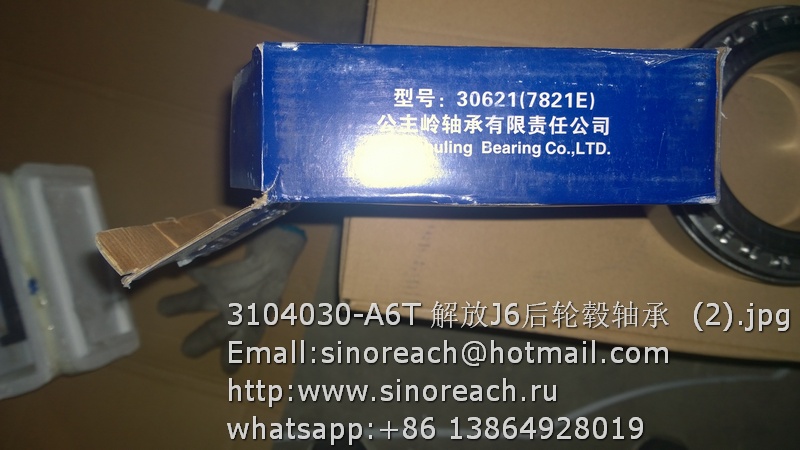 型号：30621(7821E)
公主岭轴承有限责任公司
uling Bearing Co.,LTD.
3104030-A6T 解放J6后轮毂轴承 (2).jpg
Emall:sinoreach@hotmail.com
http:www.sinoreach.ru
whatsapp:+86 13864928019